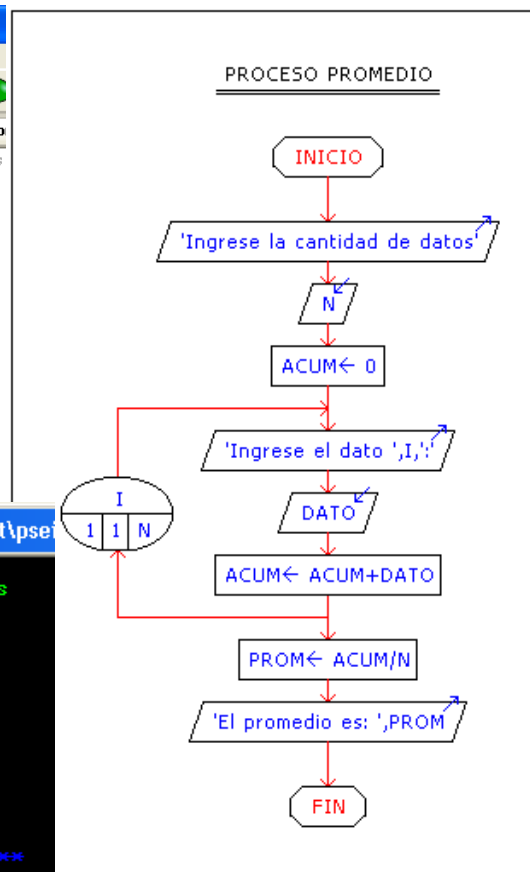 PROCESO PROMEDIO
INICIO
'Ingrese la cantidad de datos'
N
ACUM← 0
'Ingrese el dato ',I,':'
I
1 1 N
DATO
ACUM← ACUM+DATO
PROM← ACUM/N
'El promedio es: ',PROM
FIN
t\psei
s
**